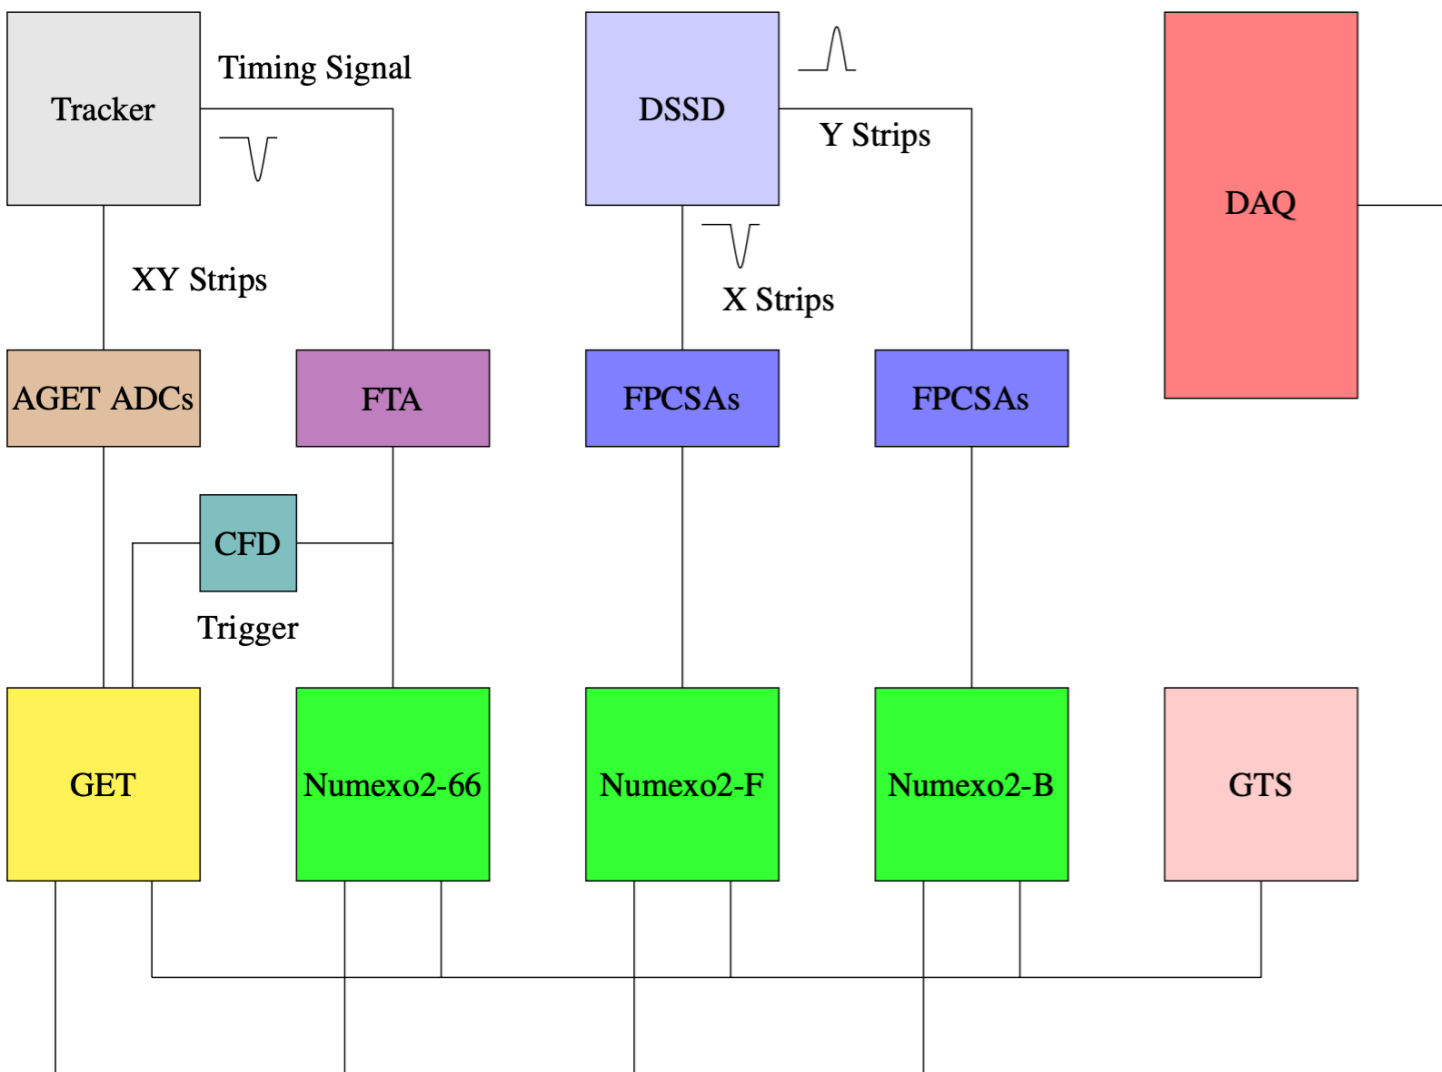 Timing Signal
Tracker
DSSD
Y Strips
DAQ
XY Strips
X Strips
AGET ADCs
FTA
FPCSAs
FPCSAs
CFD
Trigger
GET
Numexo2-66
Numexo2-F
Numexo2-B
GTS